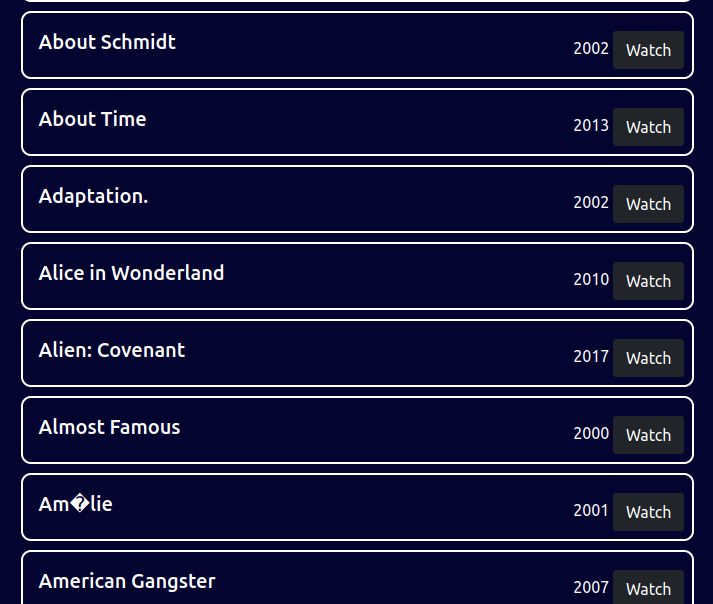 About Schmidt 2002 Watch
About Time 2013 Watch
Adaptation. 2002 Watch
Alice in Wonderland 2010 Watch
Alien: Covenant 2017 Watch
Almost Famous 2000 Watch
Am�lie 2001 Watch
American Gangster 2007 Watch